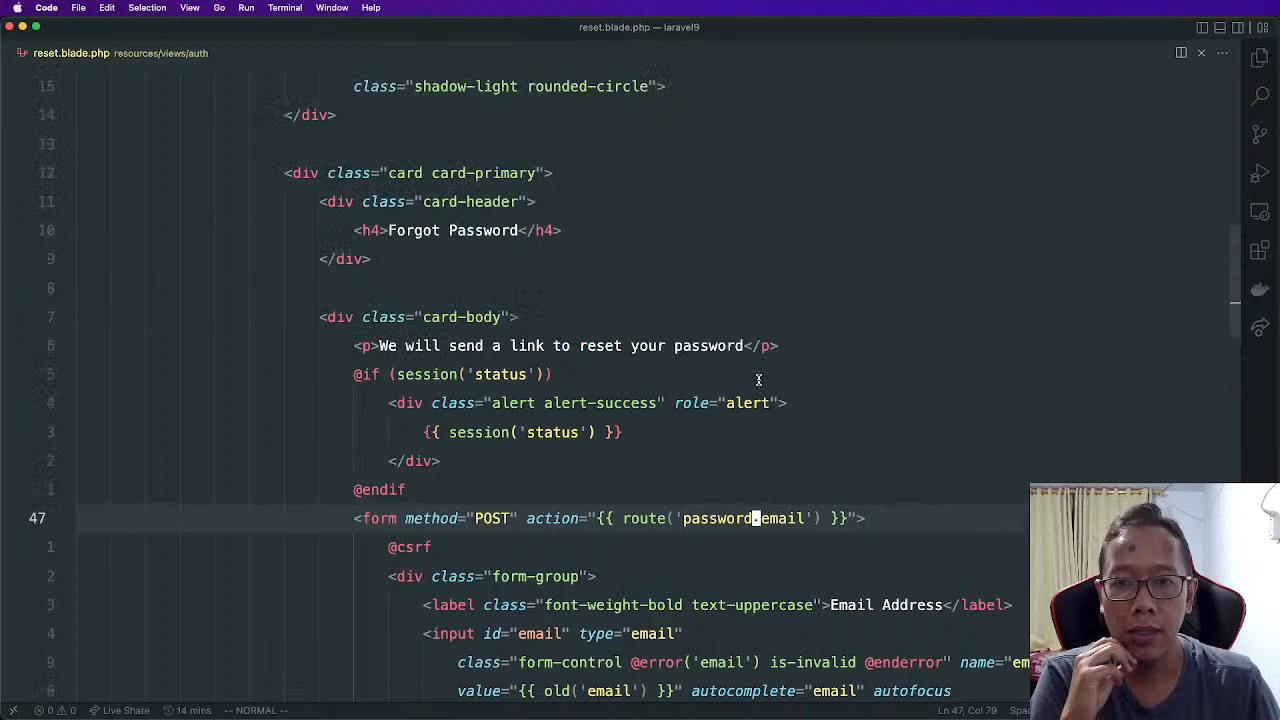 Code File Edit Selection View Go Run Terminal Window Help
reset.blade.php — laravel9
reset.blade.php resources/views/auth
15 class="shadow-light rounded-circle">
14 </div>
13
12 <div class="card card-primary">
11 <div class="card-header">
10 <h4>Forgot Password</h4>
9 </div>
8
7 <div class="card-body">
6 <p>We will send a link to reset your password</p>
5 @if (session('status'))
4 <div class="alert alert-success" role="alert">
3 {{ session('status') }}
2 </div>
1 @endif
47 <form method="POST" action="{{ route('password.email') }}">
1 @csrf
2 <div class="form-group">
3 <label class="font-weight-bold text-uppercase">Email Address</label>
4 <input id="email" type="email"
class="form-control @error('email') is-invalid @enderror" name="em
6 value="{{ old('email') }}" autocomplete="email" autofocus
0 0 Live Share 14 mins -- NORMAL -- Ln 47, Col 79 Spac